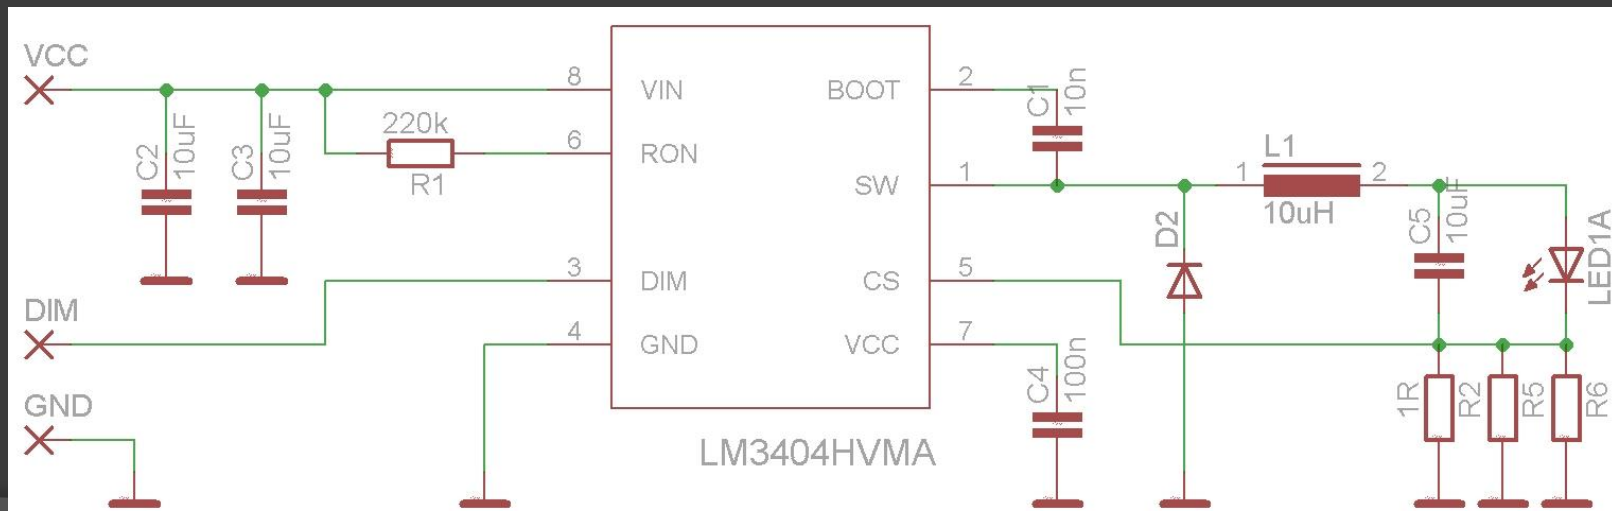 VCC
8
VIN
BOOT
2
C1
10n
C2
10uF
C3
10uF
220k
R1
6
RON
SW
1
1
L1
2
10uH
C5
10uF
D2
LED1A
3
DIM
CS
5
DIM
4
GND
VCC
7
C4
100n
GND
1R
R2
R5
R6
LM3404HVMA